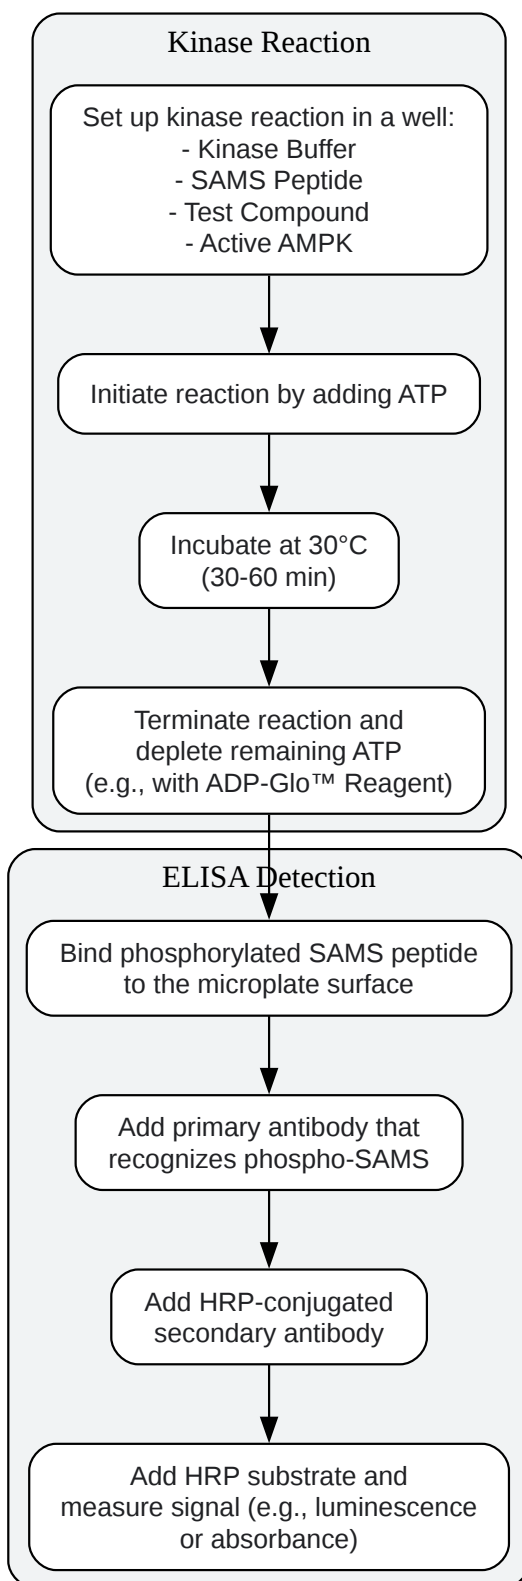 Kinase Reaction
Set up kinase reaction in a well:
- Kinase Buffer
- SAMS Peptide
- Test Compound
- Active AMPK
Initiate reaction by adding ATP
Incubate at 30°C
(30-60 min)
Terminate reaction and
deplete remaining ATP
(e.g., with ADP-Glo™ Reagent)
ELISA Detection
Bind phosphorylated SAMS peptide
to the microplate surface
Add primary antibody that
recognizes phospho-SAMS
Add HRP-conjugated
secondary antibody
Add HRP substrate and
measure signal (e.g., luminescence
or absorbance)